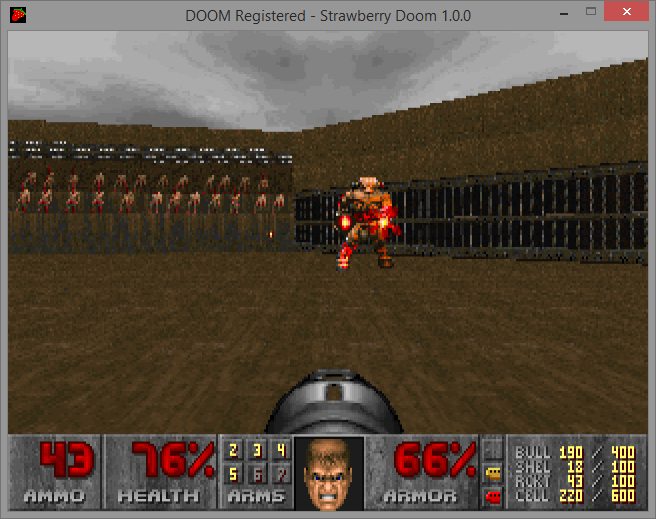 DOOM Registered - Strawberry Doom 1.0.0
43 76% 2 3 4 66% BULL 190 / 400
5 6 7 SHEL 18 / 100
RCKT 43 / 100
AMMO HEALTH ARMS ARMOR CELL 220 / 600